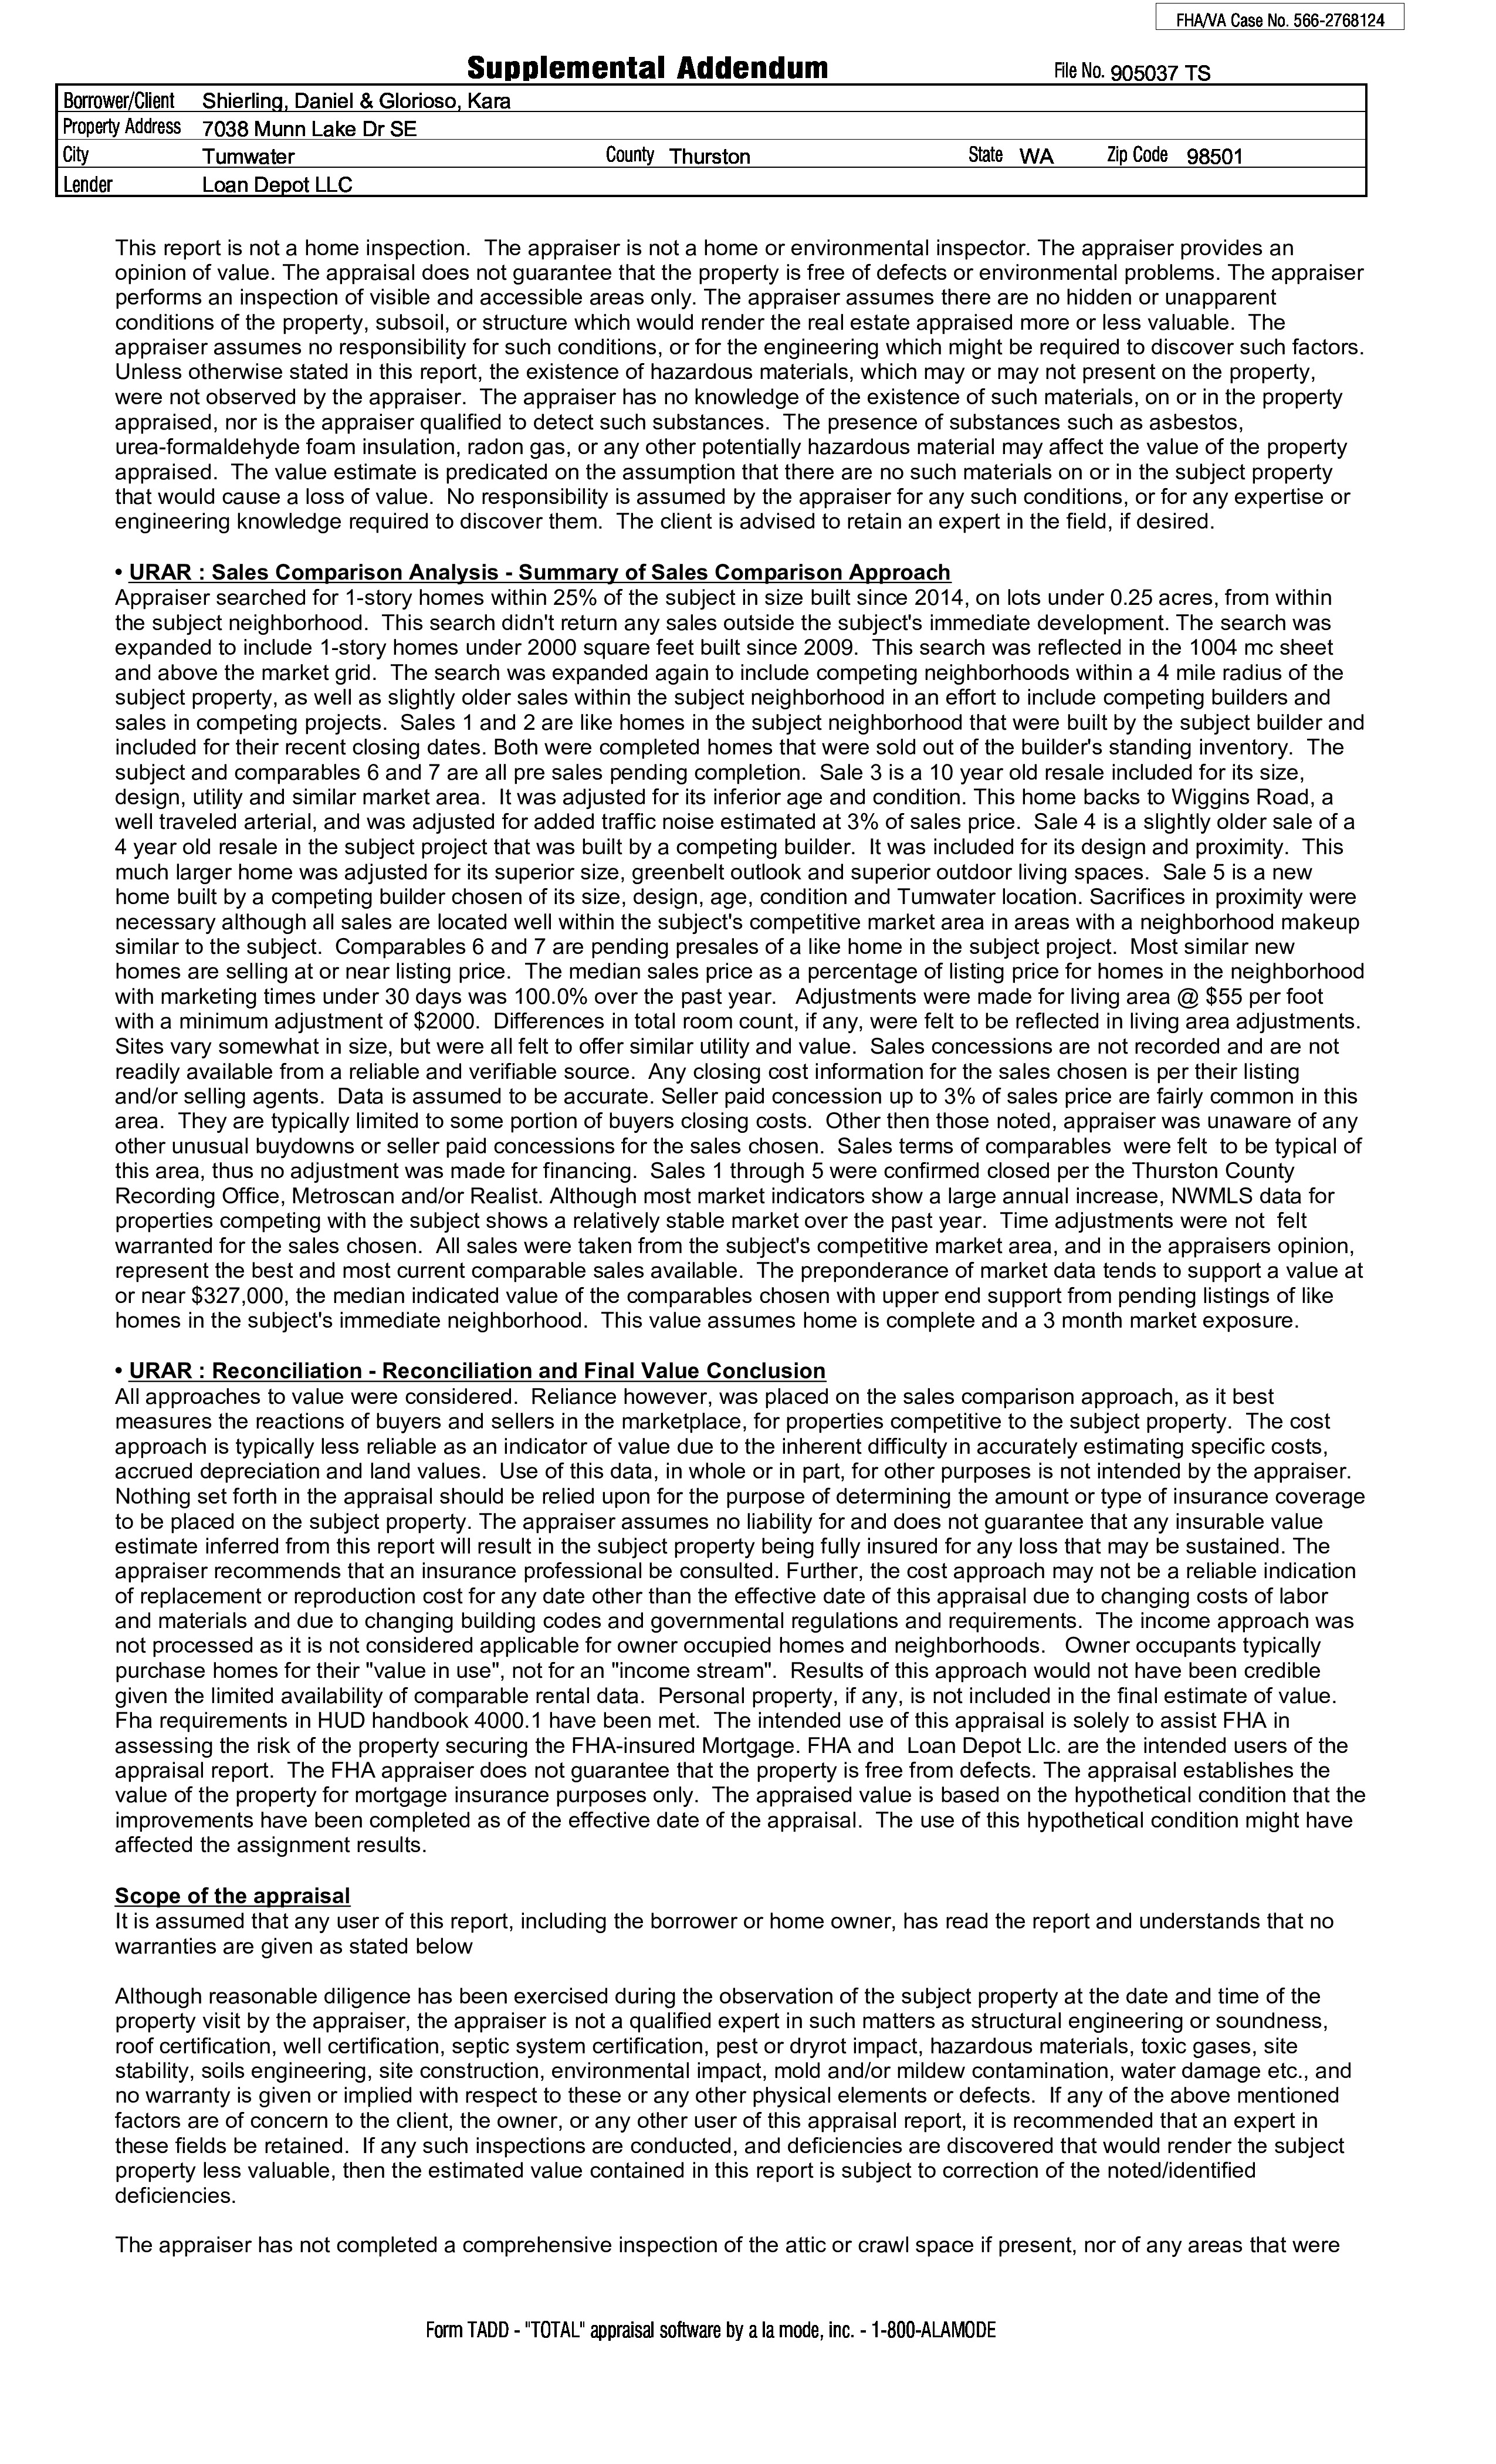 FHA/VA Case No. 566-2768124
Supplemental Addendum File No. 905037 TS
Borrower/Client Shierling, Daniel & Glorioso, Kara
Property Address 7038 Munn Lake Dr SE
City Tumwater County Thurston State WA Zip Code 98501
Lender Loan Depot LLC
This report is not a home inspection. The appraiser is not a home or environmental inspector. The appraiser provides an
opinion of value. The appraisal does not guarantee that the property is free of defects or environmental problems. The appraiser
performs an inspection of visible and accessible areas only. The appraiser assumes there are no hidden or unapparent
conditions of the property, subsoil, or structure which would render the real estate appraised more or less valuable. The
appraiser assumes no responsibility for such conditions, or for the engineering which might be required to discover such factors.
Unless otherwise stated in this report, the existence of hazardous materials, which may or may not present on the property,
were not observed by the appraiser. The appraiser has no knowledge of the existence of such materials, on or in the property
appraised, nor is the appraiser qualified to detect such substances. The presence of substances such as asbestos,
urea-formaldehyde foam insulation, radon gas, or any other potentially hazardous material may affect the value of the property
appraised. The value estimate is predicated on the assumption that there are no such materials on or in the subject property
that would cause a loss of value. No responsibility is assumed by the appraiser for any such conditions, or for any expertise or
engineering knowledge required to discover them. The client is advised to retain an expert in the field, if desired.
• URAR : Sales Comparison Analysis - Summary of Sales Comparison Approach
Appraiser searched for 1-story homes within 25% of the subject in size built since 2014, on lots under 0.25 acres, from within
the subject neighborhood. This search didn't return any sales outside the subject's immediate development. The search was
expanded to include 1-story homes under 2000 square feet built since 2009. This search was reflected in the 1004 mc sheet
and above the market grid. The search was expanded again to include competing neighborhoods within a 4 mile radius of the
subject property, as well as slightly older sales within the subject neighborhood in an effort to include competing builders and
sales in competing projects. Sales 1 and 2 are like homes in the subject neighborhood that were built by the subject builder and
included for their recent closing dates. Both were completed homes that were sold out of the builder's standing inventory. The
subject and comparables 6 and 7 are all pre sales pending completion. Sale 3 is a 10 year old resale included for its size,
design, utility and similar market area. It was adjusted for its inferior age and condition. This home backs to Wiggins Road, a
well traveled arterial, and was adjusted for added traffic noise estimated at 3% of sales price. Sale 4 is a slightly older sale of a
4 year old resale in the subject project that was built by a competing builder. It was included for its design and proximity. This
much larger home was adjusted for its superior size, greenbelt outlook and superior outdoor living spaces. Sale 5 is a new
home built by a competing builder chosen of its size, design, age, condition and Tumwater location. Sacrifices in proximity were
necessary although all sales are located well within the subject's competitive market area in areas with a neighborhood makeup
similar to the subject. Comparables 6 and 7 are pending presales of a like home in the subject project. Most similar new
homes are selling at or near listing price. The median sales price as a percentage of listing price for homes in the neighborhood
with marketing times under 30 days was 100.0% over the past year. Adjustments were made for living area @ $55 per foot
with a minimum adjustment of $2000. Differences in total room count, if any, were felt to be reflected in living area adjustments.
Sites vary somewhat in size, but were all felt to offer similar utility and value. Sales concessions are not recorded and are not
readily available from a reliable and verifiable source. Any closing cost information for the sales chosen is per their listing
and/or selling agents. Data is assumed to be accurate. Seller paid concession up to 3% of sales price are fairly common in this
area. They are typically limited to some portion of buyers closing costs. Other then those noted, appraiser was unaware of any
other unusual buydowns or seller paid concessions for the sales chosen. Sales terms of comparables were felt to be typical of
this area, thus no adjustment was made for financing. Sales 1 through 5 were confirmed closed per the Thurston County
Recording Office, Metroscan and/or Realist. Although most market indicators show a large annual increase, NWMLS data for
properties competing with the subject shows a relatively stable market over the past year. Time adjustments were not felt
warranted for the sales chosen. All sales were taken from the subject's competitive market area, and in the appraisers opinion,
represent the best and most current comparable sales available. The preponderance of market data tends to support a value at
or near $327,000, the median indicated value of the comparables chosen with upper end support from pending listings of like
homes in the subject's immediate neighborhood. This value assumes home is complete and a 3 month market exposure.
• URAR : Reconciliation - Reconciliation and Final Value Conclusion
All approaches to value were considered. Reliance however, was placed on the sales comparison approach, as it best
measures the reactions of buyers and sellers in the marketplace, for properties competitive to the subject property. The cost
approach is typically less reliable as an indicator of value due to the inherent difficulty in accurately estimating specific costs,
accrued depreciation and land values. Use of this data, in whole or in part, for other purposes is not intended by the appraiser.
Nothing set forth in the appraisal should be relied upon for the purpose of determining the amount or type of insurance coverage
to be placed on the subject property. The appraiser assumes no liability for and does not guarantee that any insurable value
estimate inferred from this report will result in the subject property being fully insured for any loss that may be sustained. The
appraiser recommends that an insurance professional be consulted. Further, the cost approach may not be a reliable indication
of replacement or reproduction cost for any date other than the effective date of this appraisal due to changing costs of labor
and materials and due to changing building codes and governmental regulations and requirements. The income approach was
not processed as it is not considered applicable for owner occupied homes and neighborhoods. Owner occupants typically
purchase homes for their "value in use", not for an "income stream". Results of this approach would not have been credible
given the limited availability of comparable rental data. Personal property, if any, is not included in the final estimate of value.
Fha requirements in HUD handbook 4000.1 have been met. The intended use of this appraisal is solely to assist FHA in
assessing the risk of the property securing the FHA-insured Mortgage. FHA and Loan Depot Llc. are the intended users of the
appraisal report. The FHA appraiser does not guarantee that the property is free from defects. The appraisal establishes the
value of the property for mortgage insurance purposes only. The appraised value is based on the hypothetical condition that the
improvements have been completed as of the effective date of the appraisal. The use of this hypothetical condition might have
affected the assignment results.
Scope of the appraisal
It is assumed that any user of this report, including the borrower or home owner, has read the report and understands that no
warranties are given as stated below
Although reasonable diligence has been exercised during the observation of the subject property at the date and time of the
property visit by the appraiser, the appraiser is not a qualified expert in such matters as structural engineering or soundness,
roof certification, well certification, septic system certification, pest or dryrot impact, hazardous materials, toxic gases, site
stability, soils engineering, site construction, environmental impact, mold and/or mildew contamination, water damage etc., and
no warranty is given or implied with respect to these or any other physical elements or defects. If any of the above mentioned
factors are of concern to the client, the owner, or any other user of this appraisal report, it is recommended that an expert in
these fields be retained. If any such inspections are conducted, and deficiencies are discovered that would render the subject
property less valuable, then the estimated value contained in this report is subject to correction of the noted/identified
deficiencies.
The appraiser has not completed a comprehensive inspection of the attic or crawl space if present, nor of any areas that were
Form TADD - "TOTAL" appraisal software by a la mode, inc. - 1-800-ALAMODE